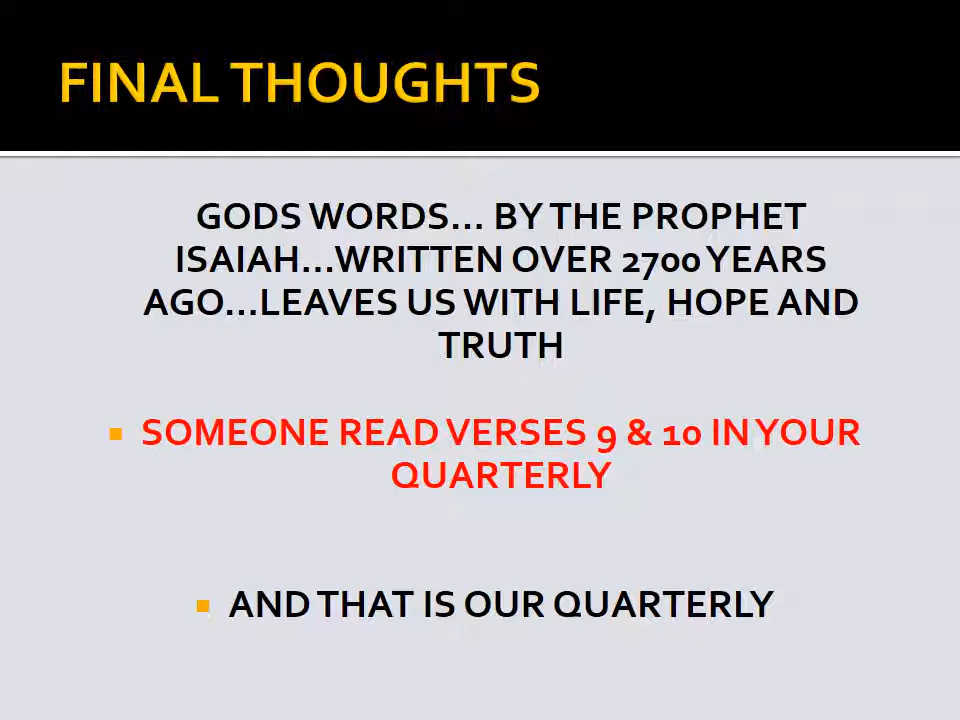 FINAL THOUGHTS
GODS WORDS... BY THE PROPHET
ISAIAH...WRITTEN OVER 2700 YEARS
AGO...LEAVES US WITH LIFE, HOPE AND
TRUTH
SOMEONE READ VERSES 9 & 10 IN YOUR
QUARTERLY
AND THAT IS OUR QUARTERLY